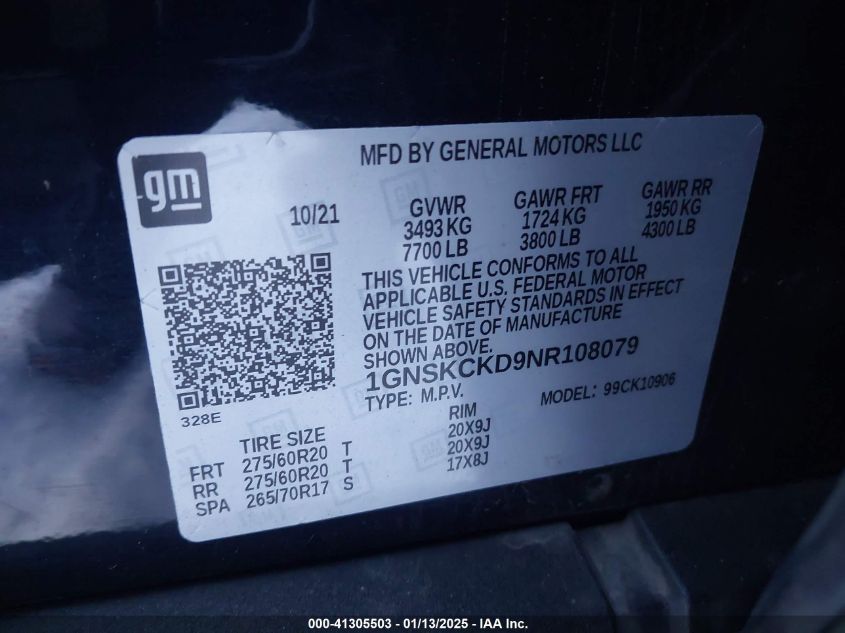 MFD BY GENERAL MOTORS LLC
gm
10/21
GVWR
3493 KG
7700 LB
GAWR FRT
1724 KG
3800 LB
GAWR RR
1950 KG
4300 LB
THIS VEHICLE CONFORMS TO ALL
APPLICABLE U.S. FEDERAL MOTOR
VEHICLE SAFETY STANDARDS IN EFFECT
ON THE DATE OF MANUFACTURE
SHOWN ABOVE.
1GNSKCKD9NR108079
TYPE: M.P.V.
MODEL: 99CK10906
328E
TIRE SIZE
RIM
FRT 275/60R20 T 20X9J
RR 275/60R20 T 20X9J
SPA 265/70R17 S 17X8J
000-41305503 - 01/13/2025 - IAA Inc.